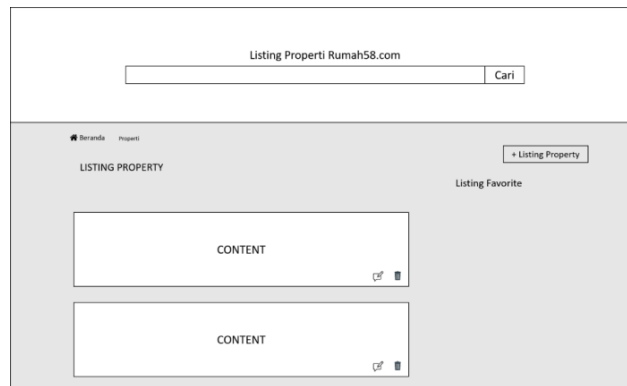 Listing Properti Rumah58.com
Cari
Beranda Properti
+ Listing Property
LISTING PROPERTY
Listing Favorite
CONTENT
CONTENT